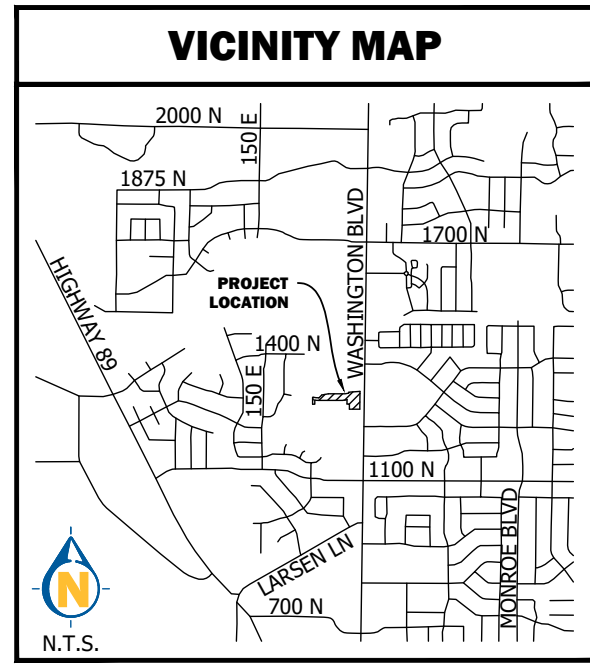 VICINITY MAP
2000 N
150 E
1875 N
WASHINGTON BLVD
1700 N
HIGHWAY 89
PROJECT
LOCATION
1400 N
150 E
1100 N
MONROE BLVD
LARSEN LN
700 N
N
N.T.S.